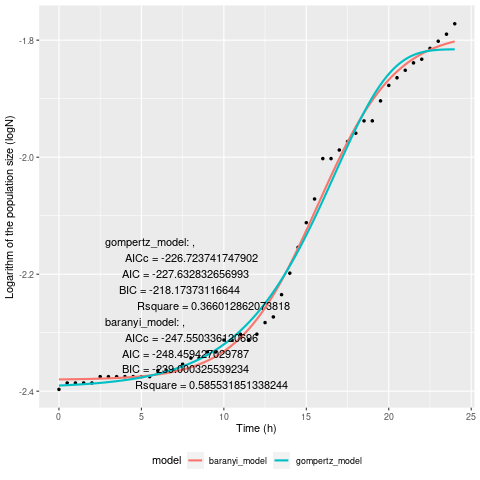 -1.8
-2.0
-2.2
-2.4
Logarithm of the population size (logN)
gompertz_model: ,
AICc = -226.723741747902
AIC = -227.632832656993
BIC = -218.17373116644
Rsquare = 0.366012862073818
baranyi_model: ,
AICc =
AIC = -248.459427029787
BIC = -239.000325539234
Rsquare = 0.585531851338244
0 5 10 15 20 25
Time (h)
model baranyi_model gompertz_model